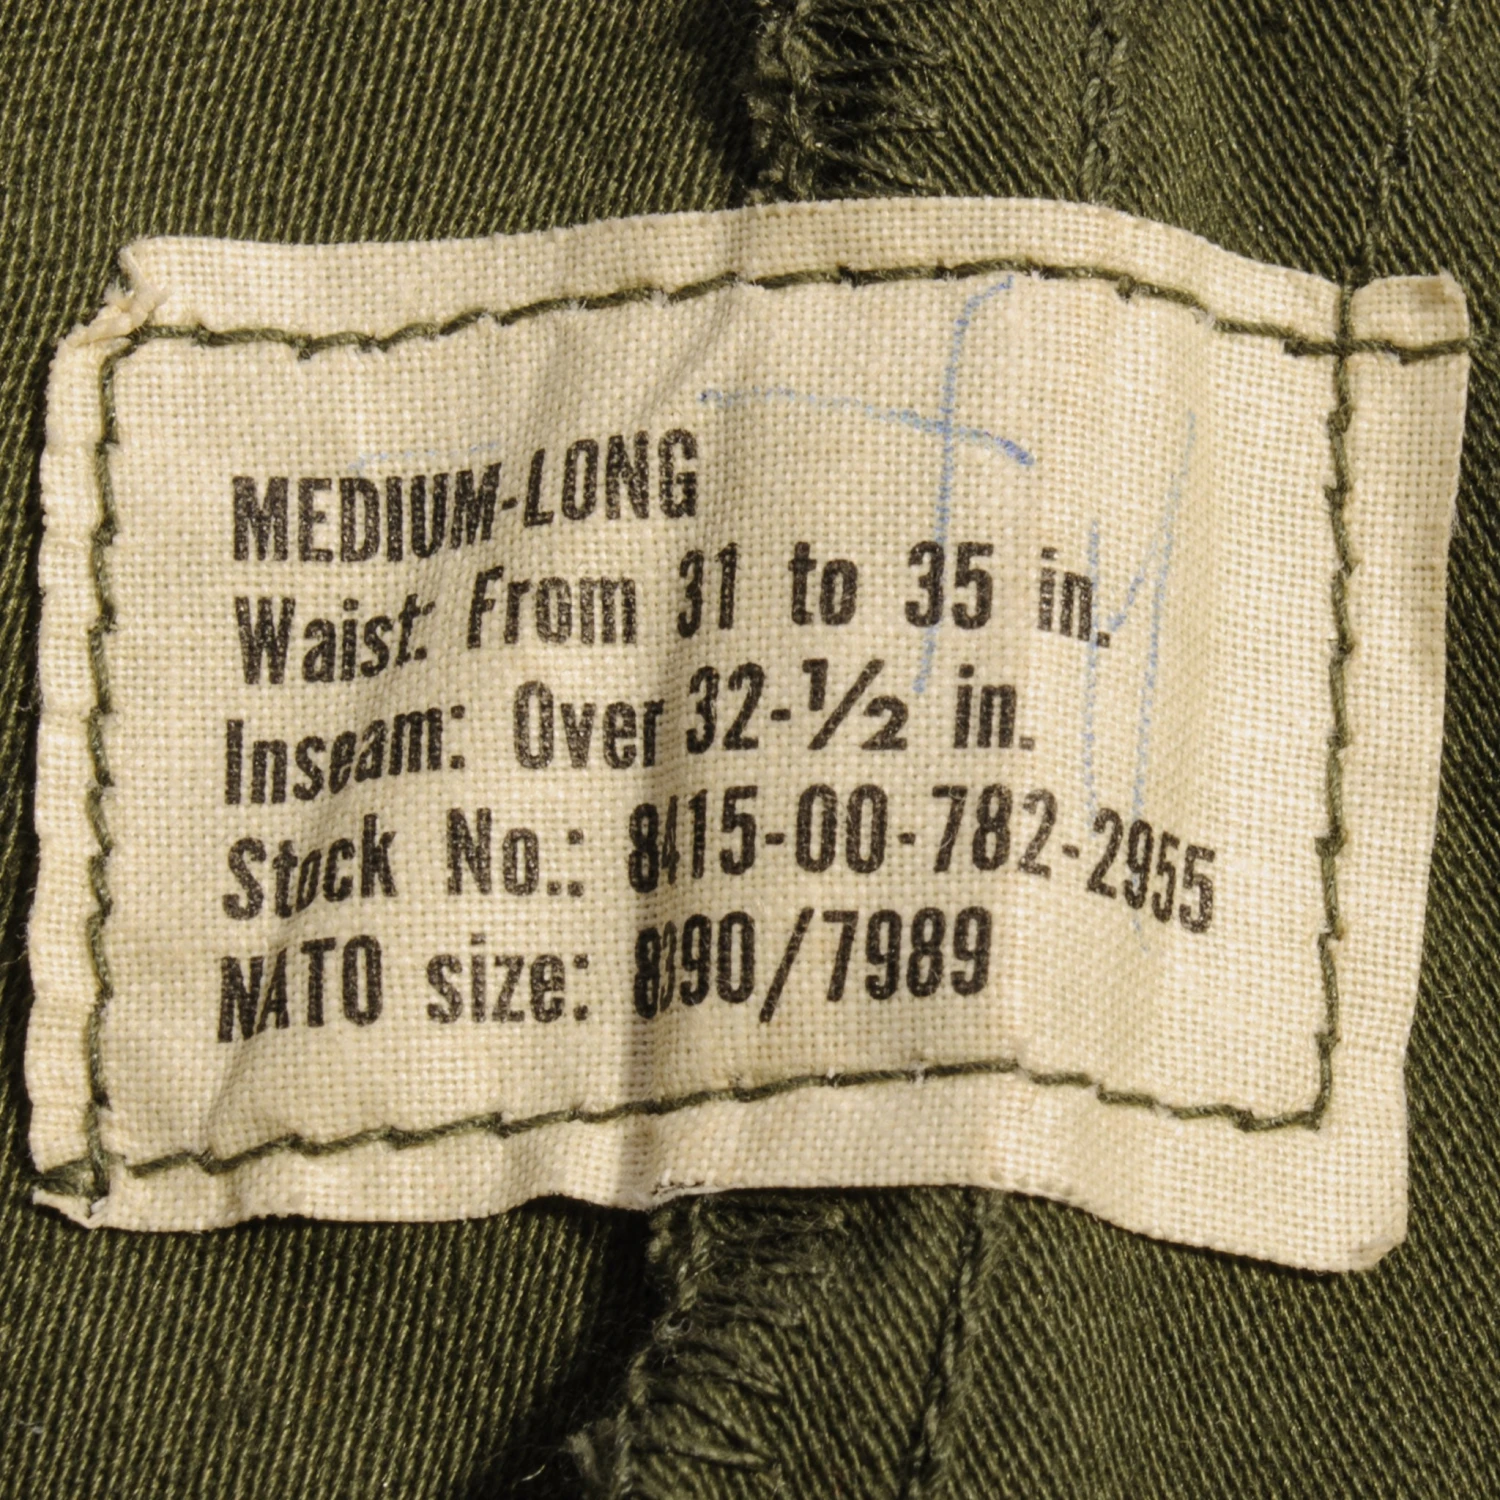 MEDIUM-LONG
Waist: From 31 to 35 in.
Inseam: Over 32-½ in.
Stock No.: 8415-00-782-2955
NATO size: 8390/7989